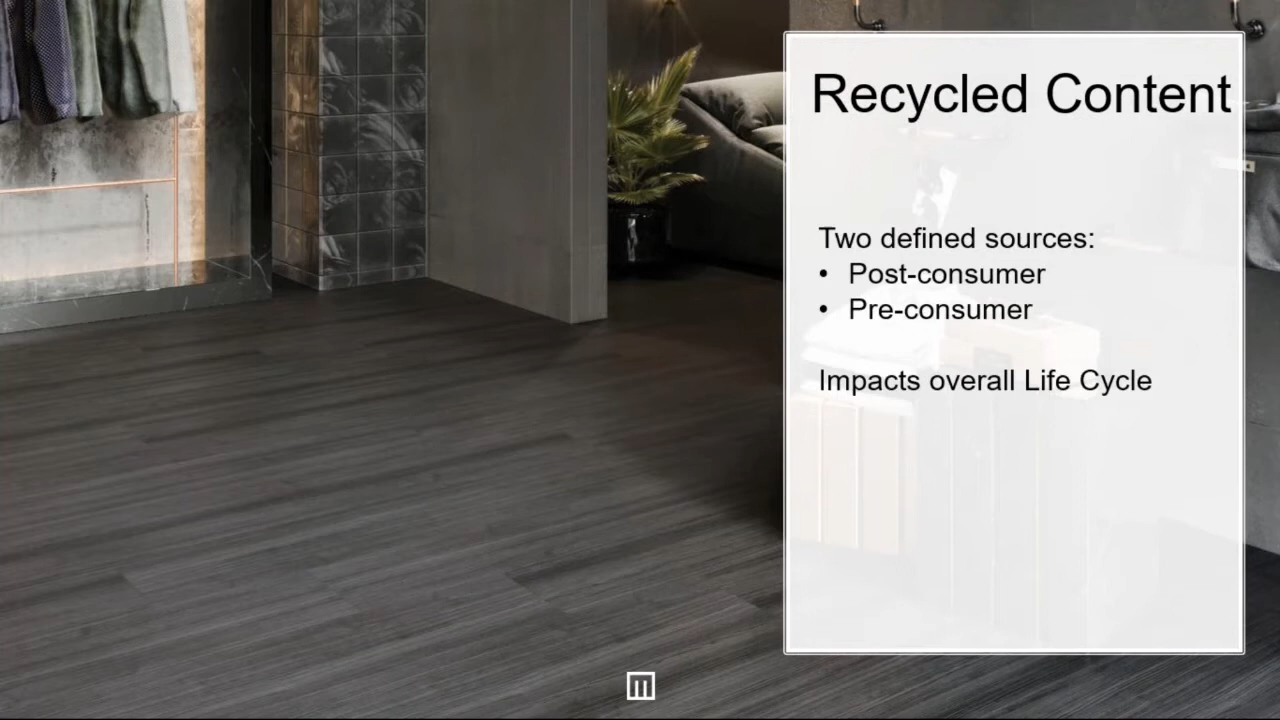 Recycled Content
Two defined sources:
• Post-consumer
• Pre-consumer
Impacts overall Life Cycle